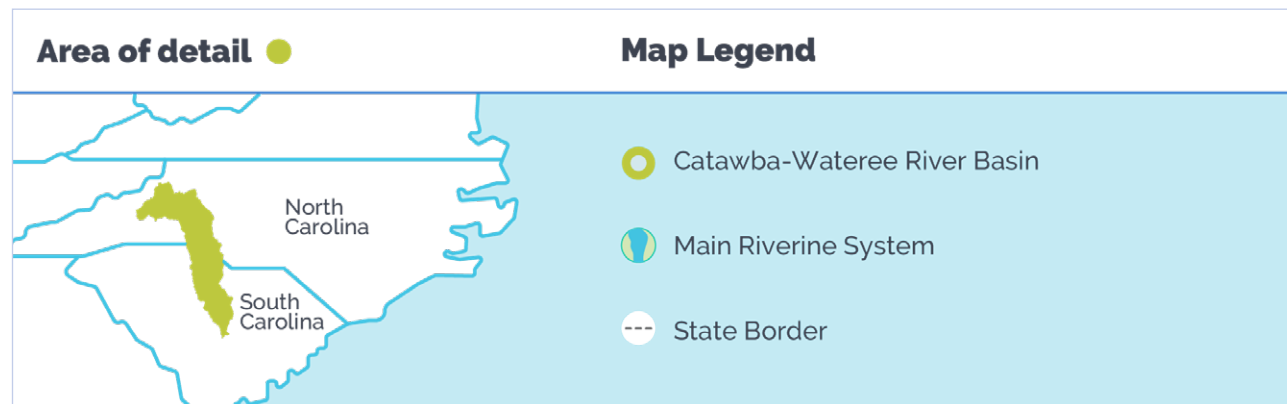 Area of detail
Map Legend
North
Carolina
South
Carolina
Catawba-Wateree River Basin
Main Riverine System
State Border